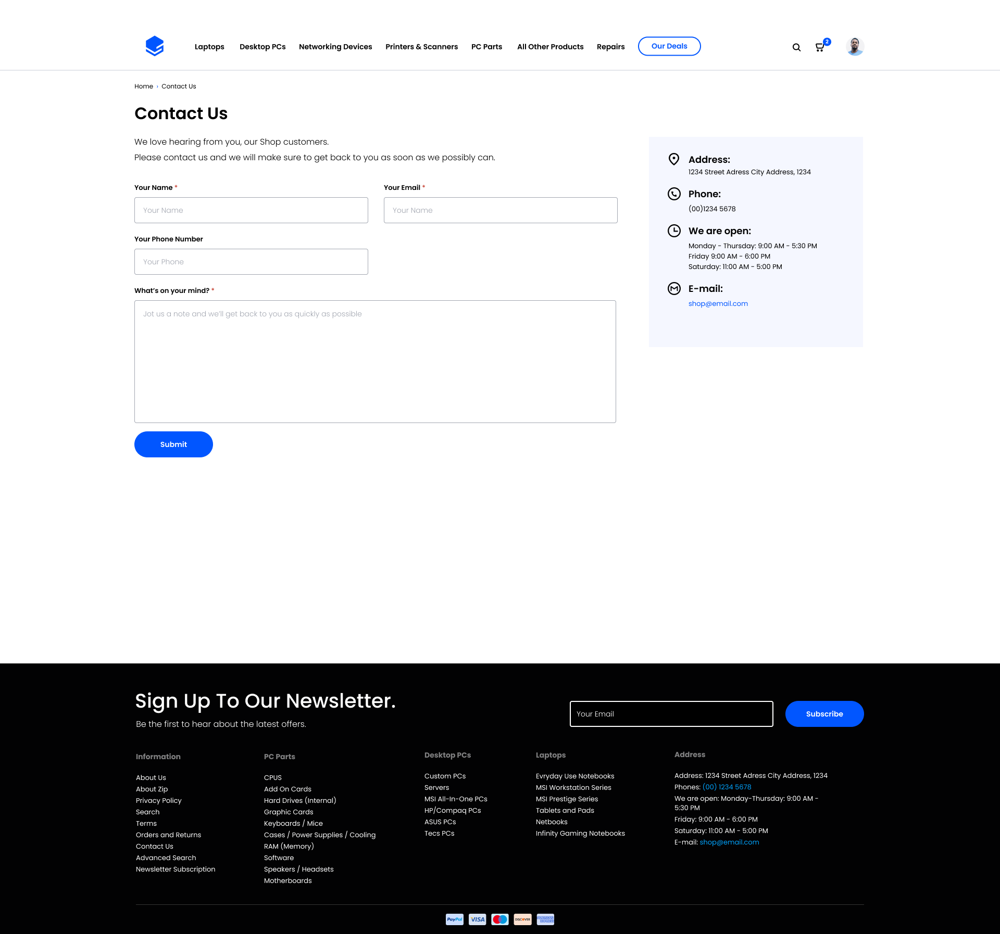 Laptops Desktop PCs Networking Devices Printers & Scanners PC Parts All Other Products Repairs Our Deals 2
Home › Contact Us
Contact Us
We love hearing from you, our Shop customers.
Please contact us and we will make sure to get back to you as soon as we possibly can.
Your Name *
Your Name
Your Email *
Your Name
Your Phone Number
Your Phone
What’s on your mind? *
Jot us a note and we’ll get back to you as quickly as possible
Submit
Address:
1234 Street Adress City Address, 1234
Phone:
(00)1234 5678
We are open:
Monday - Thursday: 9:00 AM - 5:30 PM
Friday 9:00 AM - 6:00 PM
Saturday: 11:00 AM - 5:00 PM
E-mail:
shop@email.com
Sign Up To Our Newsletter.
Be the first to hear about the latest offers.
Your Email
Subscribe
Information
About Us
About Zip
Privacy Policy
Search
Terms
Orders and Returns
Contact Us
Advanced Search
Newsletter Subscription
PC Parts
CPUS
Add On Cards
Hard Drives (Internal)
Graphic Cards
Keyboards / Mice
Cases / Power Supplies / Cooling
RAM (Memory)
Software
Speakers / Headsets
Motherboards
Desktop PCs
Custom PCs
Servers
MSI All-In-One PCs
HP/Compaq PCs
ASUS PCs
Tecs PCs
Laptops
Evryday Use Notebooks
MSI Workstation Series
MSI Prestige Series
Tablets and Pads
Netbooks
Infinity Gaming Notebooks
Address
Address: 1234 Street Adress City Address, 1234
Phones: (00) 1234 5678
We are open: Monday-Thursday: 9:00 AM -
5:30 PM
Friday: 9:00 AM - 6:00 PM
Saturday: 11:00 AM - 5:00 PM
E-mail: shop@email.com
PayPal VISA DISCOVER AMERICAN
EXPRESS